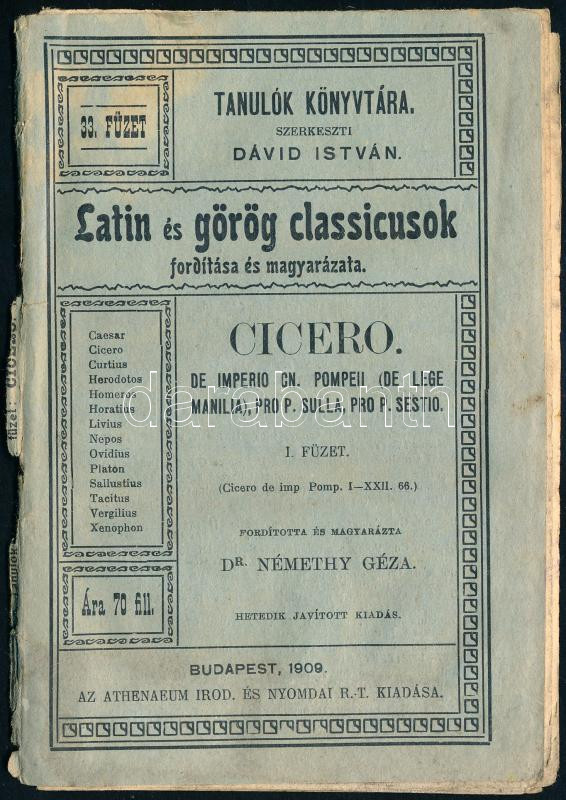 33. FÜZET
TANULÓK KÖNYVTÁRA.
SZERKESZTI
DÁVID ISTVÁN.
Latin és görög classicusok
fordítása és magyarázata.
Caesar
Cicero
Curtius
Herodotos
Homeros
Horatius
Livius
Nepos
Ovidius
Platon
Sallustius
Tacitus
Vergilius
Xenophon
Ára 70 fill.
CICERO.
DE IMPERIO CN. POMPEII (DE LEGE
MANILIA), PRO P. SULLA, PRO P. SESTIO.
I. FÜZET.
(Cicero de imp Pomp. I—XXII. 66.)
FORDÍTOTTA ÉS MAGYARÁZTA
DR. NÉMETHY GÉZA.
HETEDIK JAVÍTOTT KIADÁS.
BUDAPEST, 1909.
AZ ATHENAEUM IROD. ÉS NYOMDAI R.-T. KIADÁSA.
darabanth